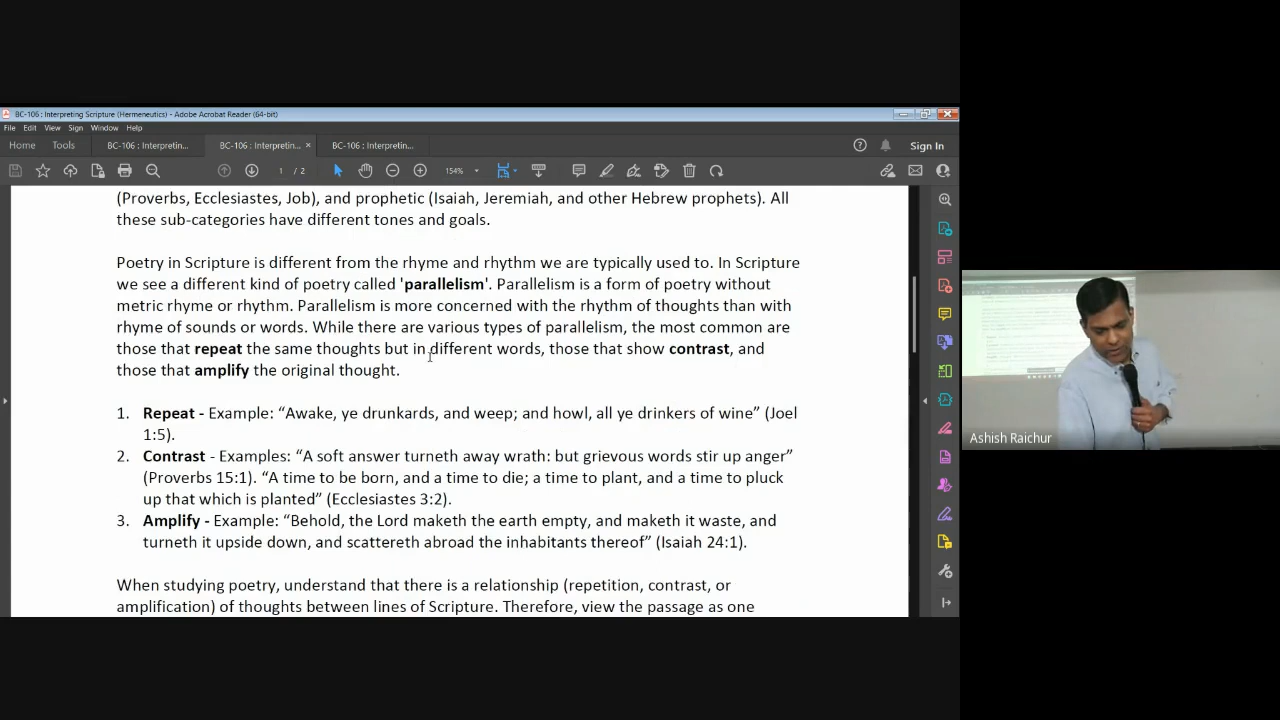 BC-106 : Interpreting Scripture (Hermeneutics) - Adobe Acrobat Reader (64-bit)
File Edit View Sign Window Help
Home Tools BC-106 : Interpretin... BC-106 : Interpretin... × BC-106 : Interpretin... Sign In
1 / 2 154%
(Proverbs, Ecclesiastes, Job), and prophetic (Isaiah, Jeremiah, and other Hebrew prophets). All
these sub-categories have different tones and goals.
Poetry in Scripture is different from the rhyme and rhythm we are typically used to. In Scripture
we see a different kind of poetry called 'parallelism'. Parallelism is a form of poetry without
metric rhyme or rhythm. Parallelism is more concerned with the rhythm of thoughts than with
rhyme of sounds or words. While there are various types of parallelism, the most common are
those that repeat the same thoughts but in different words, those that show contrast, and
those that amplify the original thought.
1. Repeat - Example: “Awake, ye drunkards, and weep; and howl, all ye drinkers of wine” (Joel
1:5).
2. Contrast - Examples: “A soft answer turneth away wrath: but grievous words stir up anger”
(Proverbs 15:1). “A time to be born, and a time to die; a time to plant, and a time to pluck
up that which is planted” (Ecclesiastes 3:2).
3. Amplify - Example: “Behold, the Lord maketh the earth empty, and maketh it waste, and
turneth it upside down, and scattereth abroad the inhabitants thereof” (Isaiah 24:1).
When studying poetry, understand that there is a relationship (repetition, contrast, or
amplification) of thoughts between lines of Scripture. Therefore, view the passage as one
Ashish Raichur